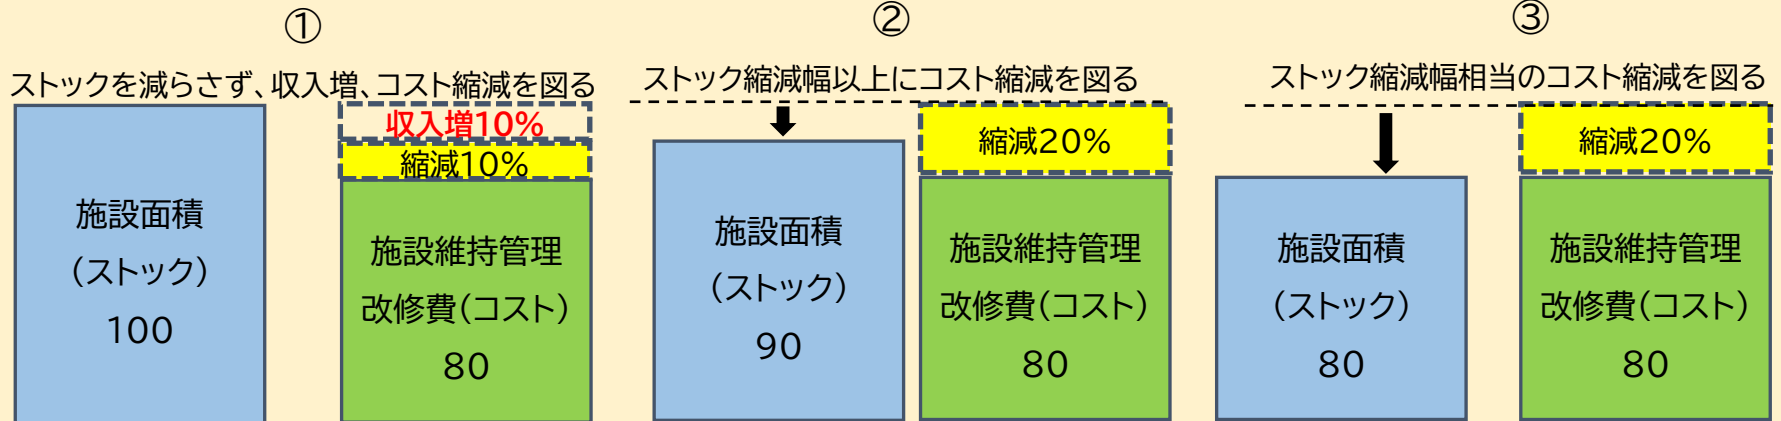 ①
ストックを減らさず、収入増、コスト縮減を図る
収入増10%
縮減10%
施設面積
(ストック)
100
施設維持管理
改修費(コスト)
80
②
ストック縮減幅以上にコスト縮減を図る
縮減20%
施設面積
(ストック)
90
施設維持管理
改修費(コスト)
80
③
ストック縮減幅相当のコスト縮減を図る
縮減20%
施設面積
(ストック)
80
施設維持管理
改修費(コスト)
80